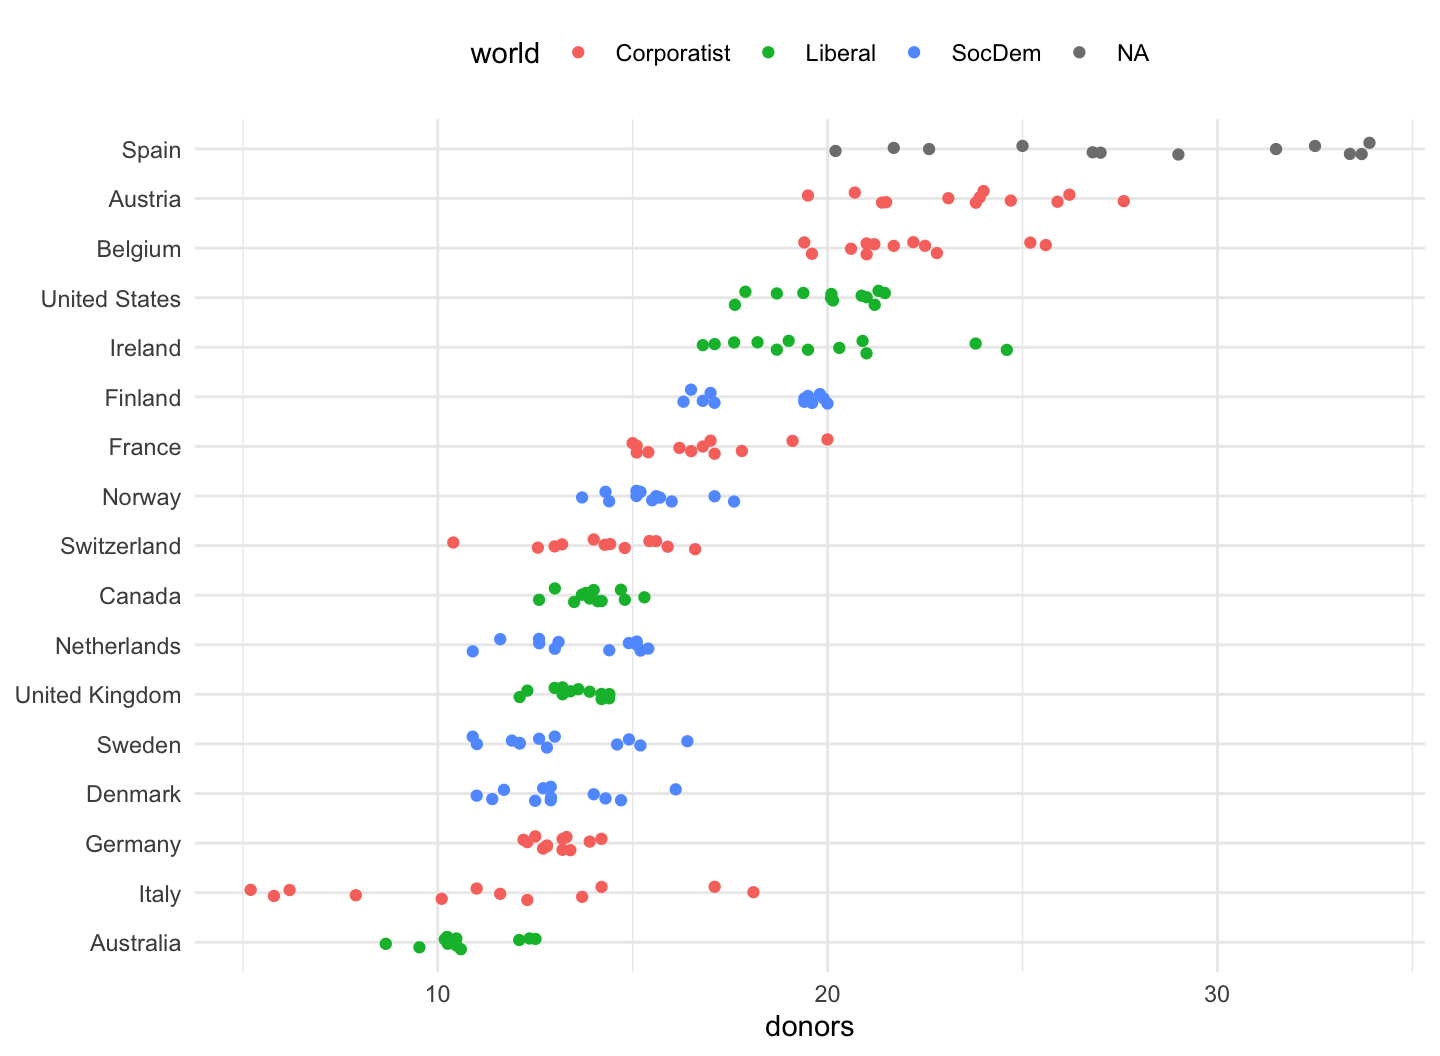 world Corporatist Liberal SocDem NA
Spain
Austria
Belgium
United States
Ireland
Finland
France
Norway
Switzerland
Canada
Netherlands
United Kingdom
Sweden
Denmark
Germany
Italy
Australia
10 20 30
donors